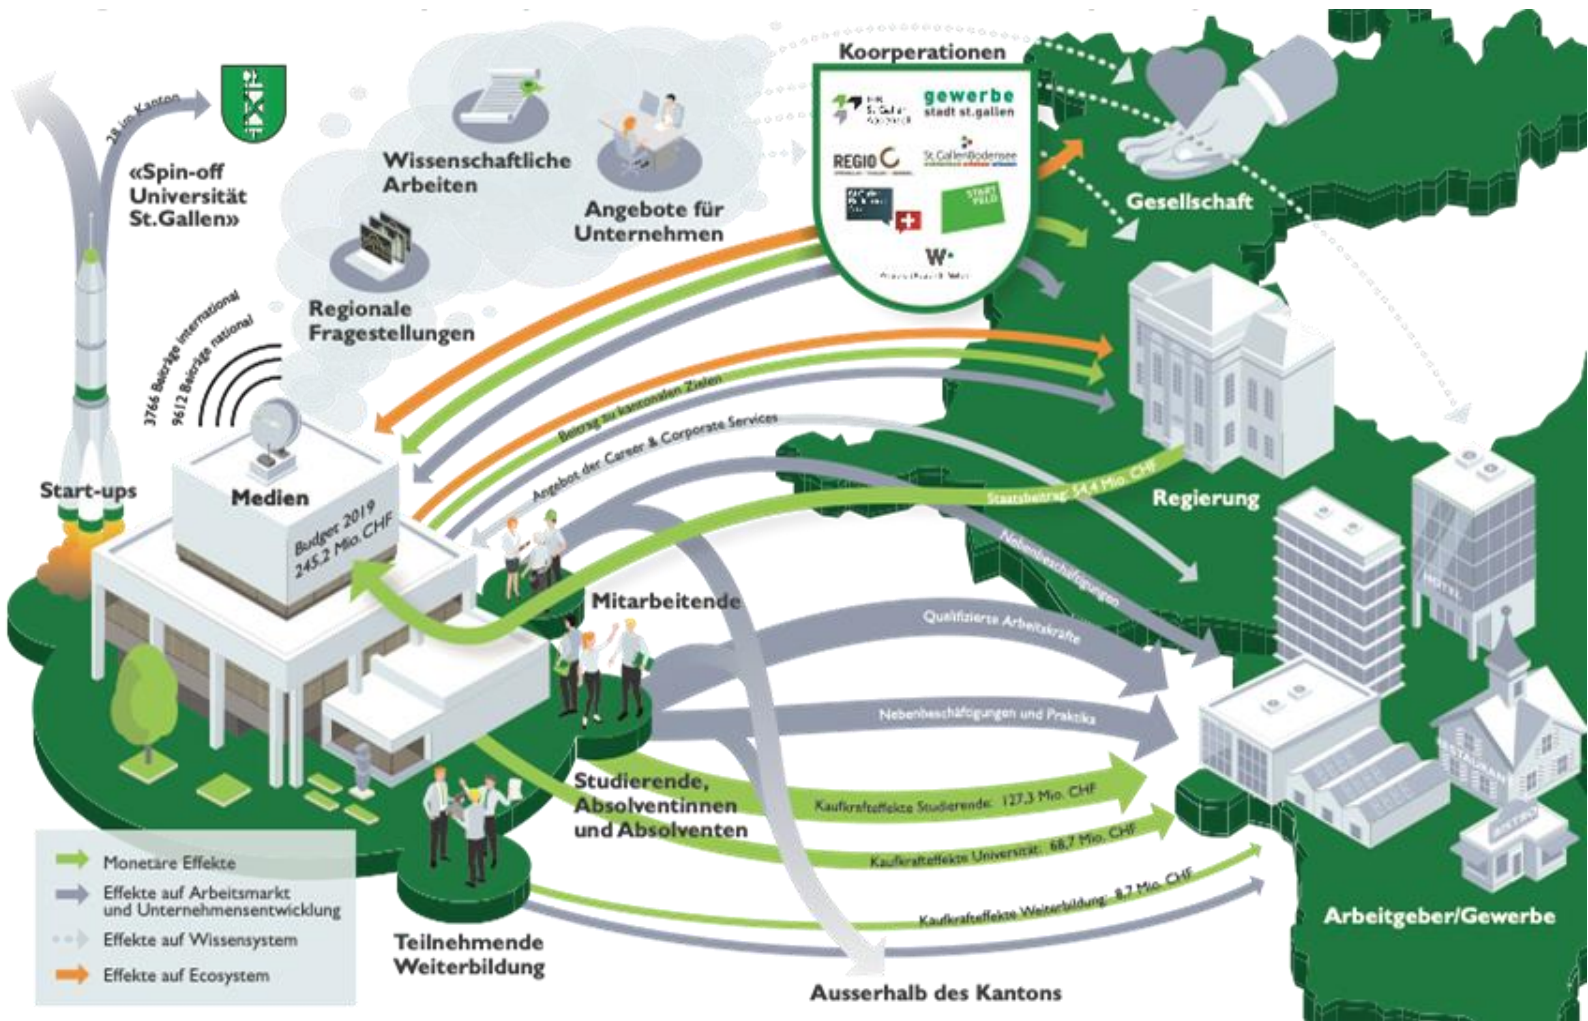 28 im Kanton
«Spin-off
Universität
St.Gallen»
Wissenschaftliche
Arbeiten
Angebote für
Unternehmen
Regionale
Fragestellungen
Koorperationen
gewerbe
stadt st.gallen
REGIO
St.GallenBodensee
START
FELD
W
Gesellschaft
3766 Beiträge international
9612 Beiträge national
Start-ups
Medien
Budget 2019
245,2 Mio. CHF
Beitrag zu kantonalen Zielen
Angebot der Career & Corporate Services
Staatsbeitrag: 54,4 Mio. CHF
Regierung
Nebenbeschäftigungen
HOTEL
Mitarbeitende
Qualifizierte Arbeitskräfte
Nebenbeschäftigungen und Praktika
Studierende,
Absolventinnen
und Absolventen
Kaufkrafteffekte Studierende: 127,3 Mio. CHF
Kaufkrafteffekte Universität: 68,7 Mio. CHF
Kaufkrafteffekte Weiterbildung: 8,7 Mio. CHF
Arbeitgeber/Gewerbe
Teilnehmende
Weiterbildung
Ausserhalb des Kantons
Monetäre Effekte
Effekte auf Arbeitsmarkt
und Unternehmensentwicklung
Effekte auf Wissensystem
Effekte auf Ecosystem